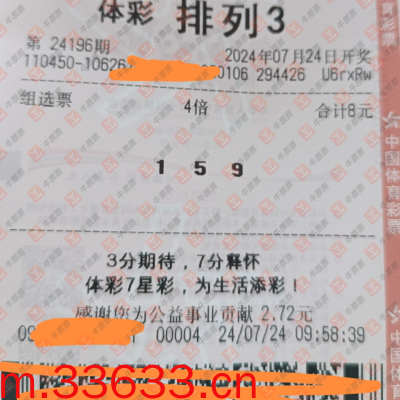 体彩 排列3
第 24196期 2024年07月24日开奖
110450-10626 0106 294426 U6rxRw
组选票 4倍 合计8元
1 5 9
3分期待，7分释怀
体彩7星彩，为生活添彩！
感谢您为公益事业贡献 2.72元
09 00004 24/07/24 09:58:39
m.33633.cn
中国体育彩票